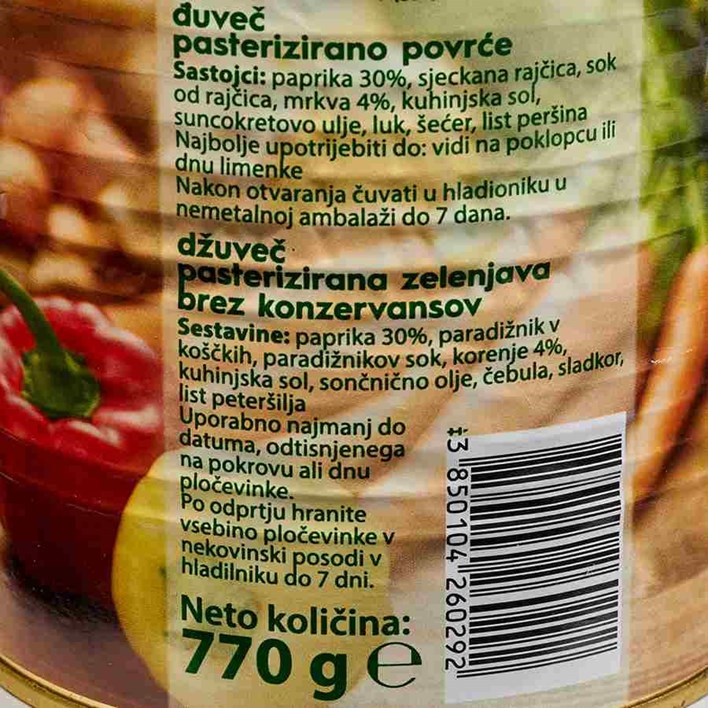 đuveč
pasterizirano povrće
Sastojci: paprika 30%, sjeckana rajčica, sok
od rajčica, mrkva 4%, kuhinjska sol,
suncokretovo ulje, luk, šećer, list peršina
Najbolje upotrijebiti do: vidi na poklopcu ili
dnu limenke
Nakon otvaranja čuvati u hladioniku u
nemetalnoj ambalaži do 7 dana.
džuveč
pasterizirana zelenjava
brez konzervansov
Sestavine: paprika 30%, paradižnik v
koščkih, paradižnikov sok, korenje 4%,
kuhinjska sol, sončnično olje, čebula, sladkor,
list peteršilja
Uporabno najmanj do
datuma, odtisnjenega
na pokrovu ali dnu
pločevinke.
Po odprtju hranite
vsebino pločevinke v
nekovinski posodi v
hladilniku do 7 dni.
Neto količina:
770 g e
3 850104 260292